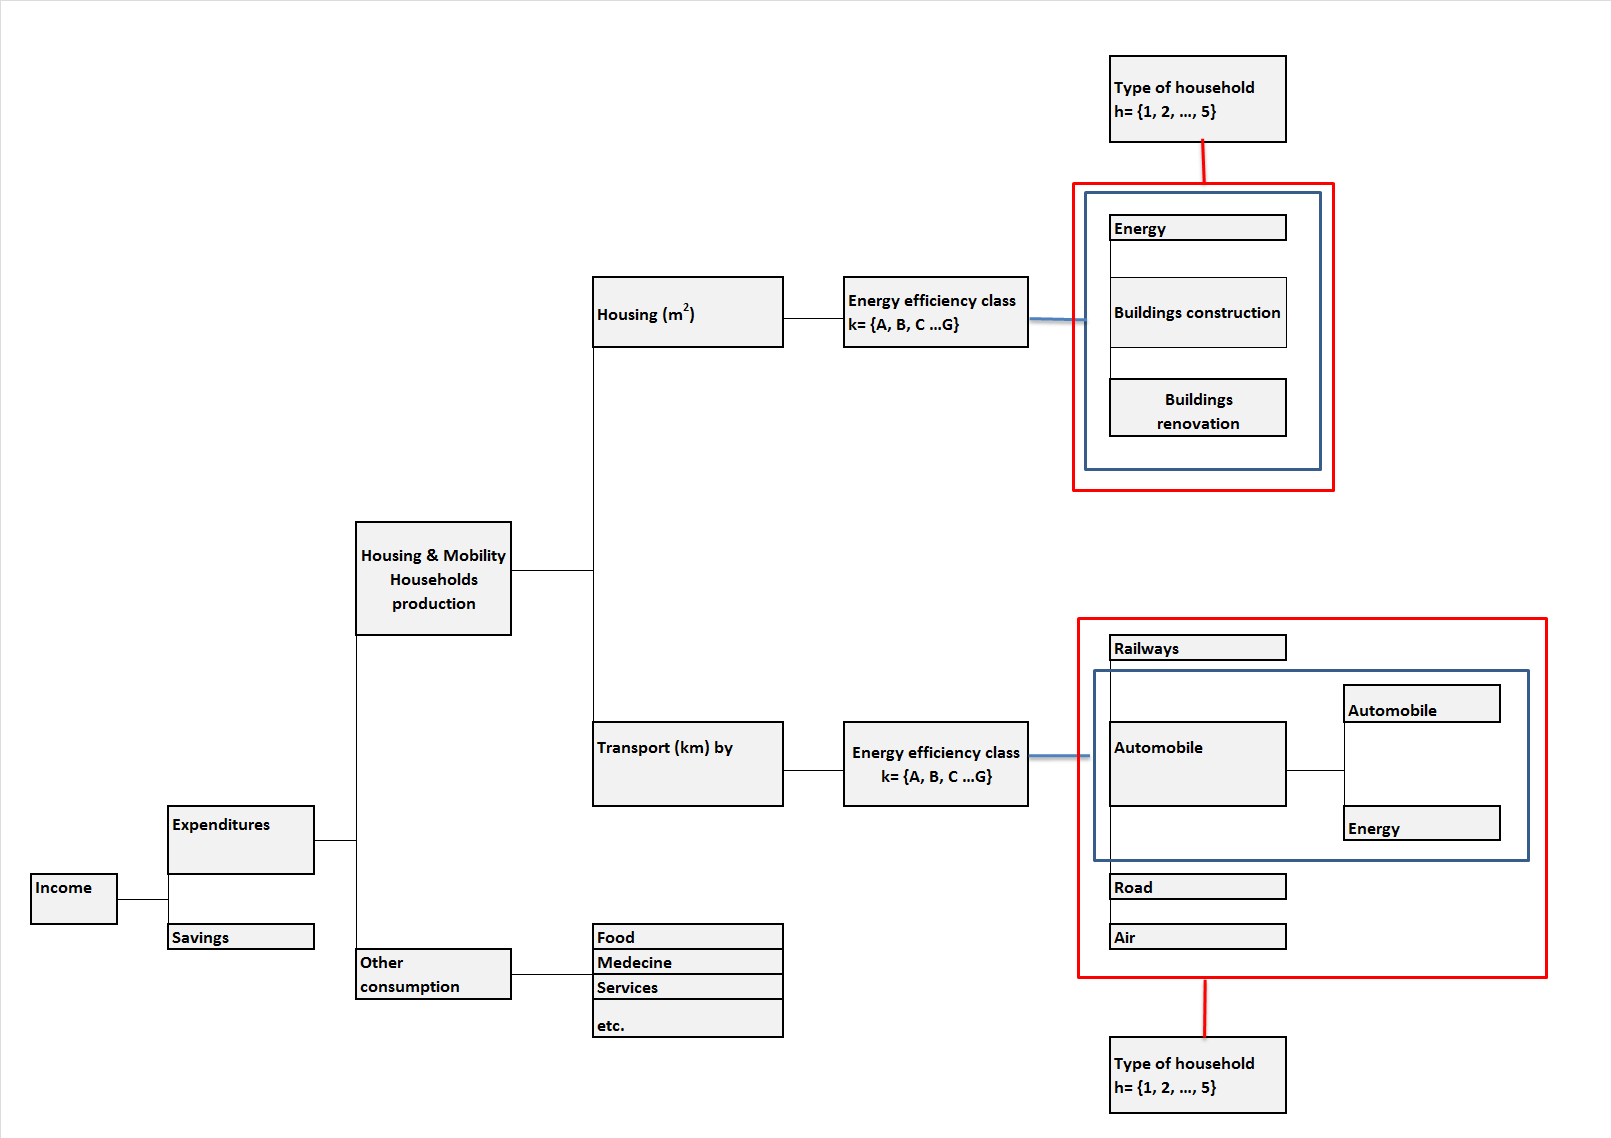 Type of household
h= {1, 2, ..., 5}
Energy
Housing (m²)
Energy efficiency class
k= {A, B, C ...G}
Buildings construction
Buildings
renovation
Housing & Mobility
Households
production
Railways
Automobile
Transport (km) by
Energy efficiency class
k= {A, B, C ...G}
Automobile
Energy
Expenditures
Income
Road
Savings
Food
Air
Other
consumption
Medecine
Services
etc.
Type of household
h= {1, 2, ..., 5}